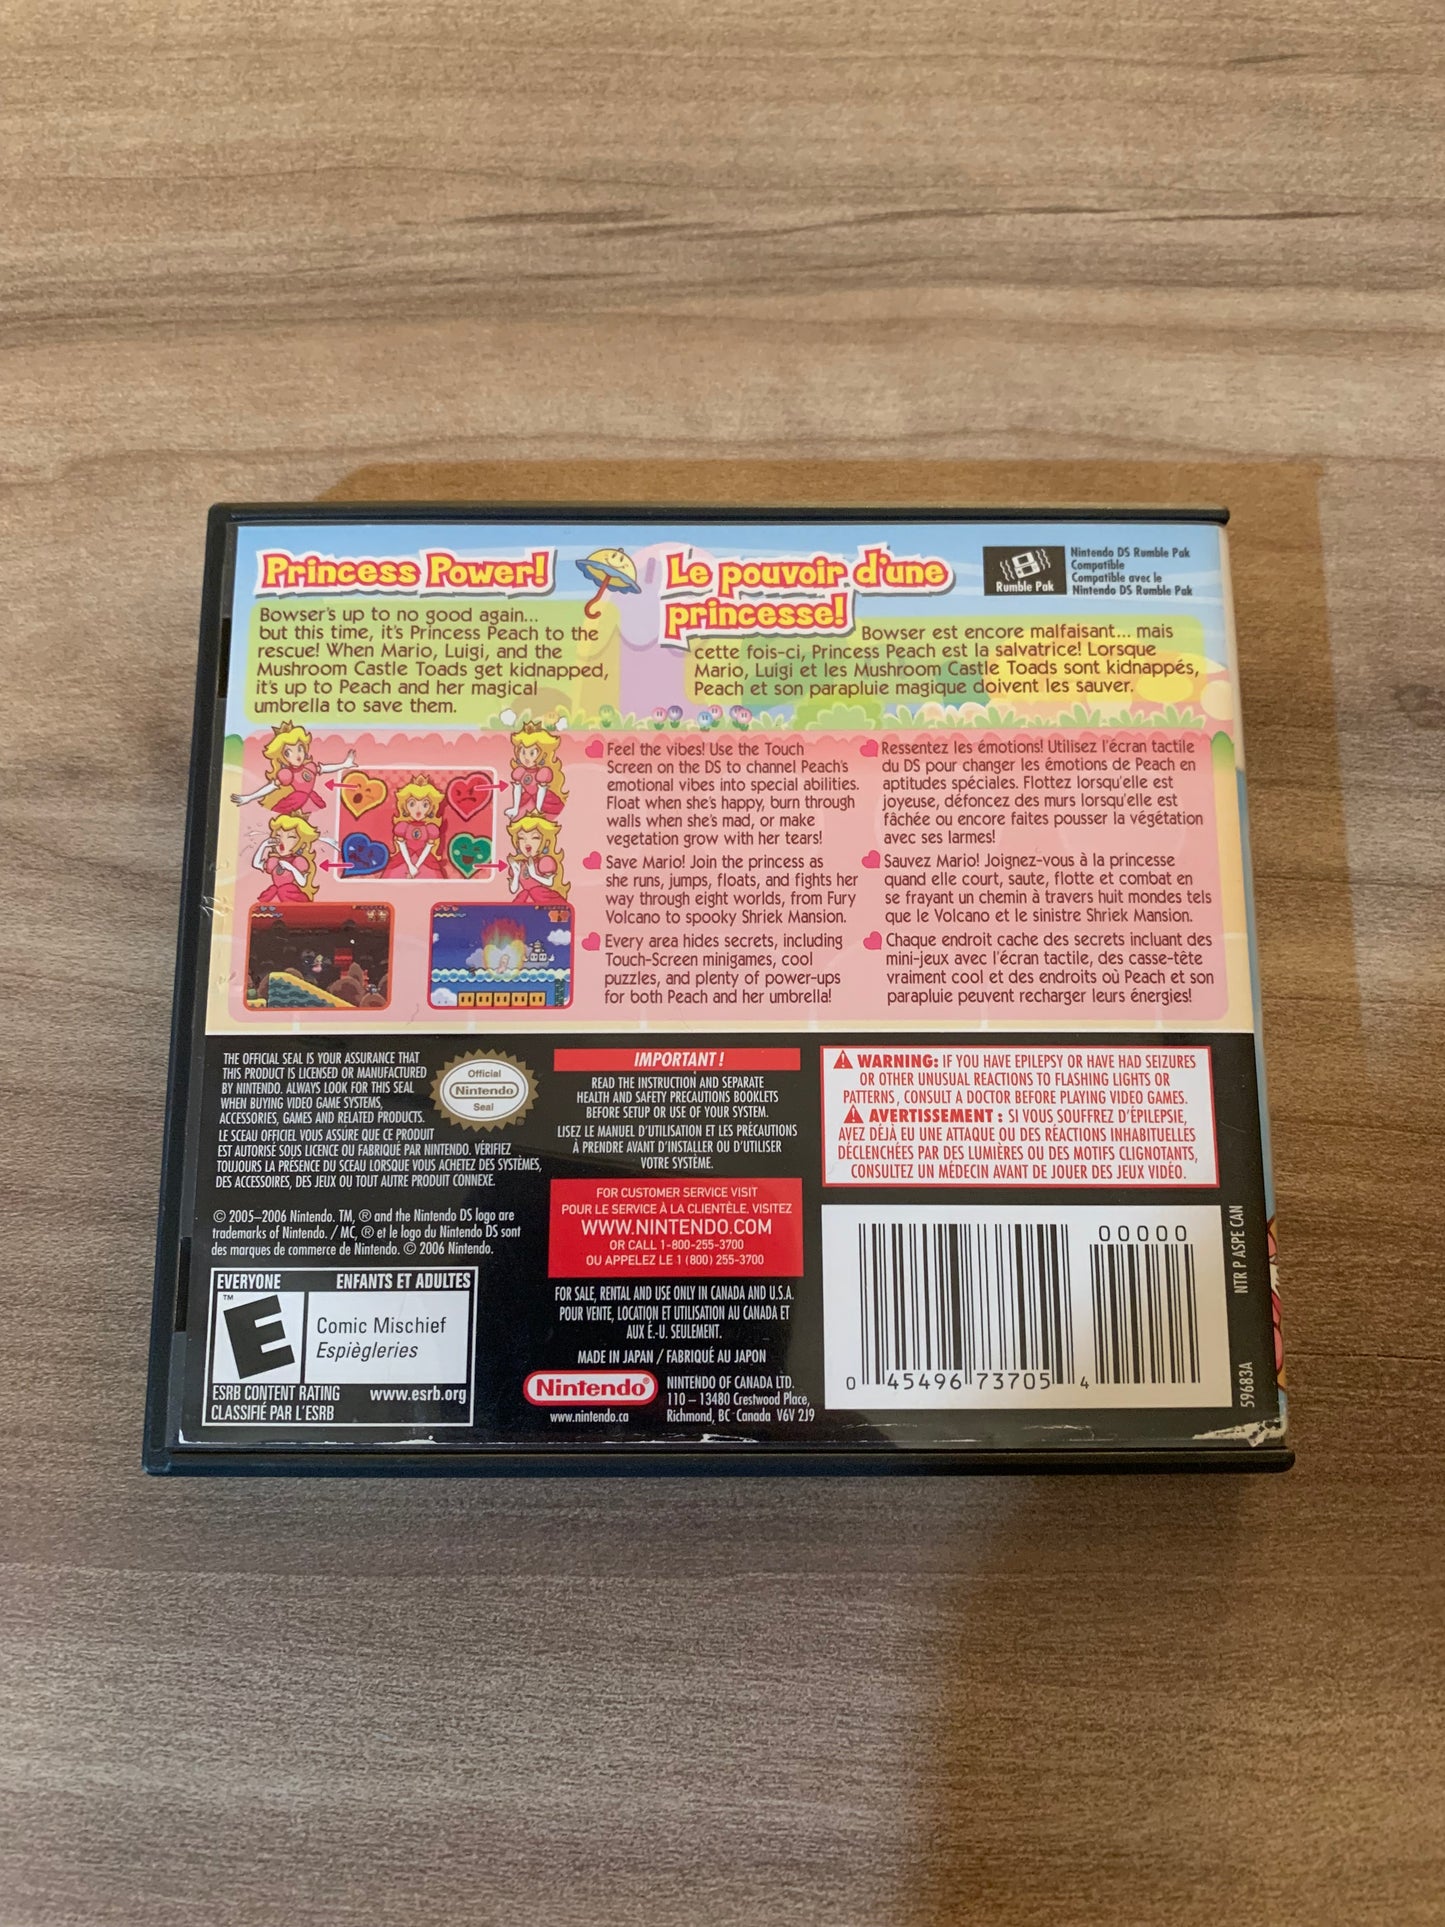 Princess Power!
Bowser's up to no good again...
but this time, it's Princess Peach to the
rescue! When Mario, Luigi, and the
Mushroom Castle Toads get kidnapped,
it's up to Peach and her magical
umbrella to save them.
Le pouvoir d'une
princesse!
Bowser est encore malfaisant... mais
cette fois-ci, Princess Peach est la salvatrice! Lorsque
Mario, Luigi et les Mushroom Castle Toads sont kidnappés,
Peach et son parapluie magique doivent les sauver.
Rumble Pak
Nintendo DS Rumble Pak
Compatible
Compatible avec le
Nintendo DS Rumble Pak
Feel the vibes! Use the Touch
Screen on the DS to channel Peach's
emotional vibes into special abilities.
Float when she's happy, burn through
walls when she's mad, or make
vegetation grow with her tears!
Save Mario! Join the princess as
she runs, jumps, floats, and fights her
way through eight worlds, from Fury
Volcano to spooky Shriek Mansion.
Every area hides secrets, including
Touch-Screen minigames, cool
puzzles, and plenty of power-ups
for both Peach and her umbrella!
Ressentez les émotions! Utilisez l'écran tactile
du DS pour changer les émotions de Peach en
aptitudes spéciales. Flottez lorsqu'elle est
joyeuse, défoncez des murs lorsqu'elle est
fâchée ou encore faites pousser la végétation
avec ses larmes!
Sauvez Mario! Joignez-vous à la princesse
quand elle court, saute, flotte et combat en
se frayant un chemin à travers huit mondes tels
que le Volcano et le sinistre Shriek Mansion.
Chaque endroit cache des secrets incluant des
mini-jeux avec l'écran tactile, des casse-tête
vraiment cool et des endroits où Peach et son
parapluie peuvent recharger leurs énergies!
THE OFFICIAL SEAL IS YOUR ASSURANCE THAT
THIS PRODUCT IS LICENSED OR MANUFACTURED
BY NINTENDO. ALWAYS LOOK FOR THIS SEAL
WHEN BUYING VIDEO GAME SYSTEMS,
ACCESSORIES, GAMES AND RELATED PRODUCTS.
LE SCEAU OFFICIEL VOUS ASSURE QUE CE PRODUIT
EST AUTORISÉ SOUS LICENCE OU FABRIQUÉ PAR NINTENDO. VÉRIFIEZ
TOUJOURS LA PRÉSENCE DU SCEAU LORSQUE VOUS ACHETEZ DES SYSTÈMES,
DES ACCESSOIRES, DES JEUX OU TOUT AUTRE PRODUIT CONNEXE.
Official
Nintendo
Seal
© 2005–2006 Nintendo. TM, ® and the Nintendo DS logo are
trademarks of Nintendo. / MC, ® et le logo du Nintendo DS sont
des marques de commerce de Nintendo. © 2006 Nintendo.
EVERYONE ENFANTS ET ADULTES
E
TM
Comic Mischief
Espiègleries
ESRB CONTENT RATING www.esrb.org
CLASSIFIÉ PAR L'ESRB
IMPORTANT !
READ THE INSTRUCTION AND SEPARATE
HEALTH AND SAFETY PRECAUTIONS BOOKLETS
BEFORE SETUP OR USE OF YOUR SYSTEM.
LISEZ LE MANUEL D'UTILISATION ET LES PRÉCAUTIONS
À PRENDRE AVANT D'INSTALLER OU D'UTILISER
VOTRE SYSTÈME.
FOR CUSTOMER SERVICE VISIT
POUR LE SERVICE À LA CLIENTÈLE. VISITEZ
WWW.NINTENDO.COM
OR CALL 1-800-255-3700
OU APPELEZ LE 1 (800) 255-3700
FOR SALE, RENTAL AND USE ONLY IN CANADA AND U.S.A.
POUR VENTE, LOCATION ET UTILISATION AU CANADA ET
AUX É.-U. SEULEMENT.
MADE IN JAPAN / FABRIQUÉ AU JAPON
Nintendo
www.nintendo.ca
NINTENDO OF CANADA LTD.
110 – 13480 Crestwood Place,
Richmond, BC Canada V6V 2J9
WARNING: IF YOU HAVE EPILEPSY OR HAVE HAD SEIZURES
OR OTHER UNUSUAL REACTIONS TO FLASHING LIGHTS OR
PATTERNS, CONSULT A DOCTOR BEFORE PLAYING VIDEO GAMES.
AVERTISSEMENT : SI VOUS SOUFFREZ D'ÉPILEPSIE,
AVEZ DÉJÀ EU UNE ATTAQUE OU DES RÉACTIONS INHABITUELLES
DÉCLENCHÉES PAR DES LUMIÈRES OU DES MOTIFS CLIGNOTANTS,
CONSULTEZ UN MÉDECIN AVANT DE JOUER DES JEUX VIDÉO.
00000
0 45496 73705 4
NTR P ASPE CAN
59683A